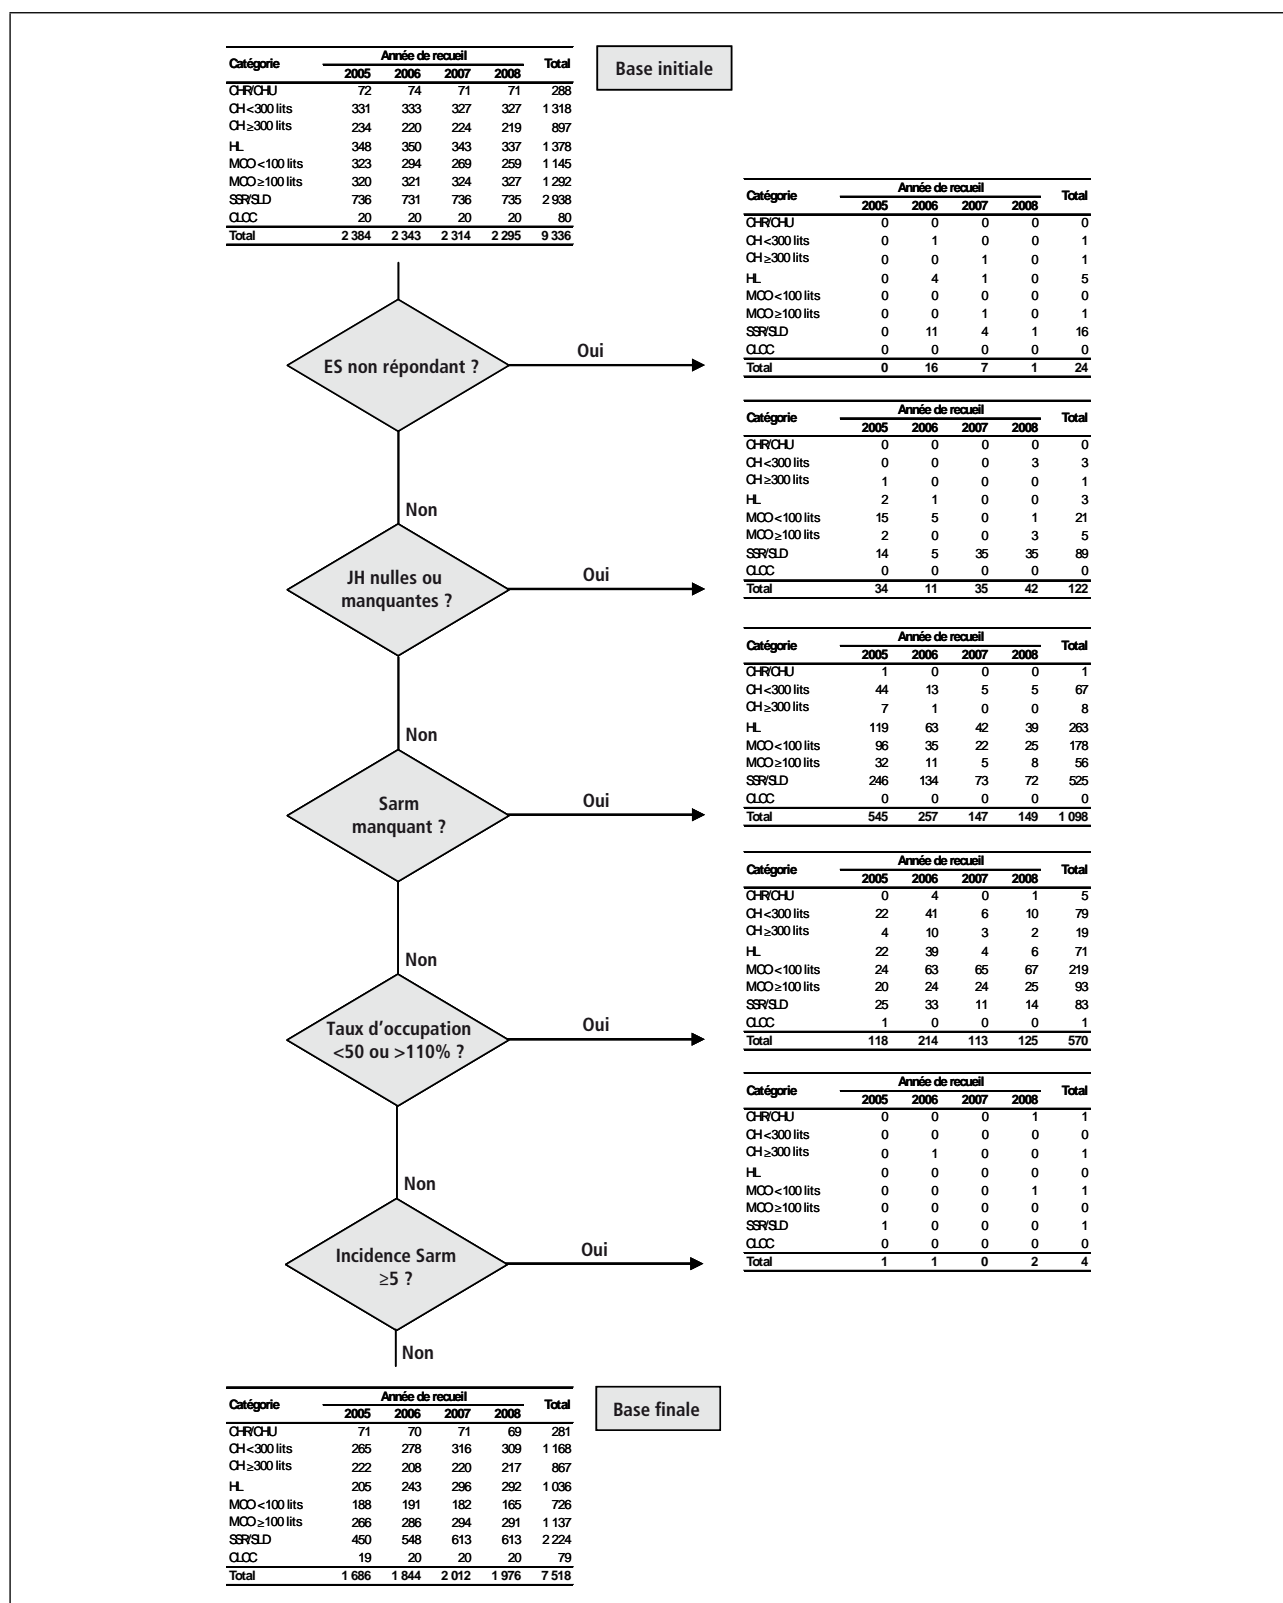 Catégorie Année de recueil Total
2005 2006 2007 2008
CHR/CHU 72 74 71 71 288
CH <300 lits 331 333 327 327 1 318
CH ≥300 lits 234 220 224 219 897
HL 348 350 343 337 1 378
MCO <100 lits 323 294 269 259 1 145
MCO ≥100 lits 320 321 324 327 1 292
SSR/SLD 736 731 736 735 2 938
CLCC 20 20 20 20 80
Total 2 384 2 343 2 314 2 295 9 336
Base initiale
ES non répondant ?
Oui
Catégorie Année de recueil Total
2005 2006 2007 2008
CHR/CHU 0 0 0 0 0
CH <300 lits 0 1 0 0 1
CH ≥300 lits 0 0 1 0 1
HL 0 4 1 0 5
MCO <100 lits 0 0 0 0 0
MCO ≥100 lits 0 0 1 0 1
SSR/SLD 0 11 4 1 16
CLCC 0 0 0 0 0
Total 0 16 7 1 24
Non
JH nulles ou
manquantes ?
Oui
Catégorie Année de recueil Total
2005 2006 2007 2008
CHR/CHU 0 0 0 0 0
CH <300 lits 0 0 0 3 3
CH ≥300 lits 1 0 0 0 1
HL 2 1 0 0 3
MCO <100 lits 15 5 0 1 21
MCO ≥100 lits 2 0 0 3 5
SSR/SLD 14 5 35 35 89
CLCC 0 0 0 0 0
Total 34 11 35 42 122
Non
Sarm
manquant ?
Oui
Catégorie Année de recueil Total
2005 2006 2007 2008
CHR/CHU 1 0 0 0 1
CH <300 lits 44 13 5 5 67
CH ≥300 lits 7 1 0 0 8
HL 119 63 42 39 263
MCO <100 lits 96 35 22 25 178
MCO ≥100 lits 32 11 5 8 56
SSR/SLD 246 134 73 72 525
CLCC 0 0 0 0 0
Total 545 257 147 149 1 098
Non
Taux d'occupation
<50 ou >110% ?
Oui
Catégorie Année de recueil Total
2005 2006 2007 2008
CHR/CHU 0 4 0 1 5
CH <300 lits 22 41 6 10 79
CH ≥300 lits 4 10 3 2 19
HL 22 39 4 6 71
MCO <100 lits 24 63 65 67 219
MCO ≥100 lits 20 24 24 25 93
SSR/SLD 25 33 11 14 83
CLCC 1 0 0 0 1
Total 118 214 113 125 570
Non
Incidence Sarm
≥5 ?
Oui
Catégorie Année de recueil Total
2005 2006 2007 2008
CHR/CHU 0 0 0 1 1
CH <300 lits 0 0 0 0 0
CH ≥300 lits 0 1 0 0 1
HL 0 0 0 0 0
MCO <100 lits 0 0 0 1 1
MCO ≥100 lits 0 0 0 0 0
SSR/SLD 1 0 0 0 1
CLCC 0 0 0 0 0
Total 1 1 0 2 4
Non
Catégorie Année de recueil Total
2005 2006 2007 2008
CHR/CHU 71 70 71 69 281
CH <300 lits 265 278 316 309 1 168
CH ≥300 lits 222 208 220 217 867
HL 205 243 296 292 1 036
MCO <100 lits 188 191 182 165 726
MCO ≥100 lits 266 286 294 291 1 137
SSR/SLD 450 548 613 613 2 224
CLCC 19 20 20 20 79
Total 1 686 1 844 2 012 1 976 7 518
Base finale